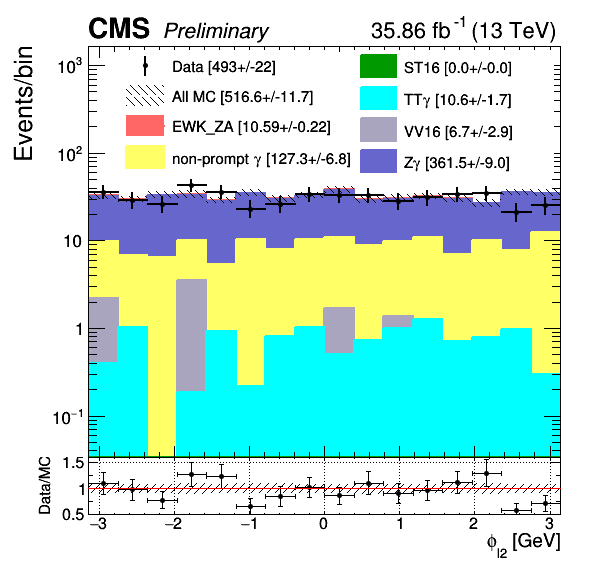 CMS Preliminary 35.86 fb⁻¹ (13 TeV)
Events/bin
10³
10²
10
1
10⁻¹
Data [493+/-22]
All MC [516.6+/-11.7]
EWK_ZA [10.59+/-0.22]
non-prompt γ [127.3+/-6.8]
ST16 [0.0+/-0.0]
TTγ [10.6+/-1.7]
VV16 [6.7+/-2.9]
Zγ [361.5+/-9.0]
Data/MC
1.5
1
0.5
−3 −2 −1 0 1 2 3
ϕ_l2 [GeV]